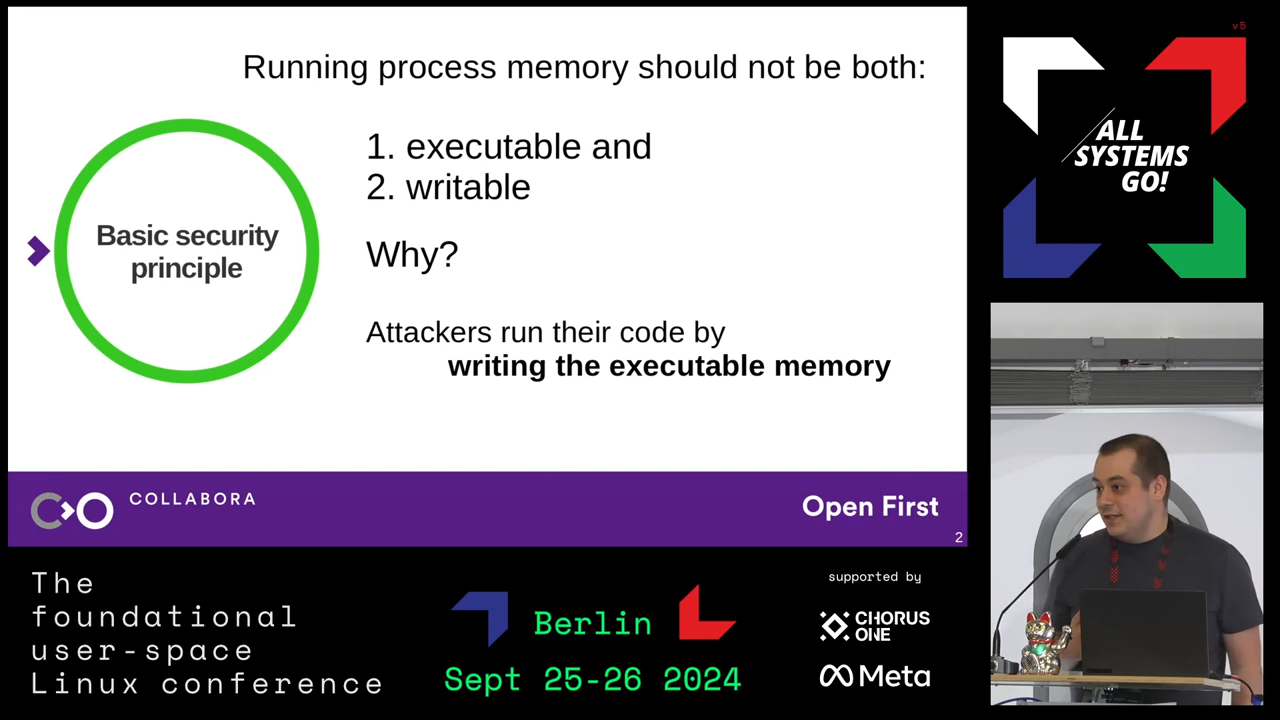 Running process memory should not be both:
1. executable and
2. writable
Basic security
principle
Why?
Attackers run their code by
writing the executable memory
COLLABORA
Open First
2
v5
ALL
SYSTEMS
GO!
The
foundational
user-space
Linux conference
Berlin
Sept 25-26 2024
supported by
CHORUS
ONE
Meta